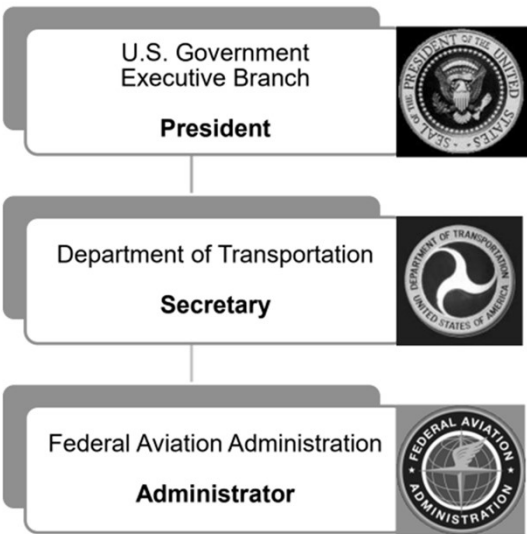 U.S. Government
Executive Branch
President
SEAL OF THE PRESIDENT OF THE UNITED STATES
Department of Transportation
Secretary
DEPARTMENT OF TRANSPORTATION
UNITED STATES OF AMERICA
Federal Aviation Administration
Administrator
FEDERAL AVIATION
ADMINISTRATION